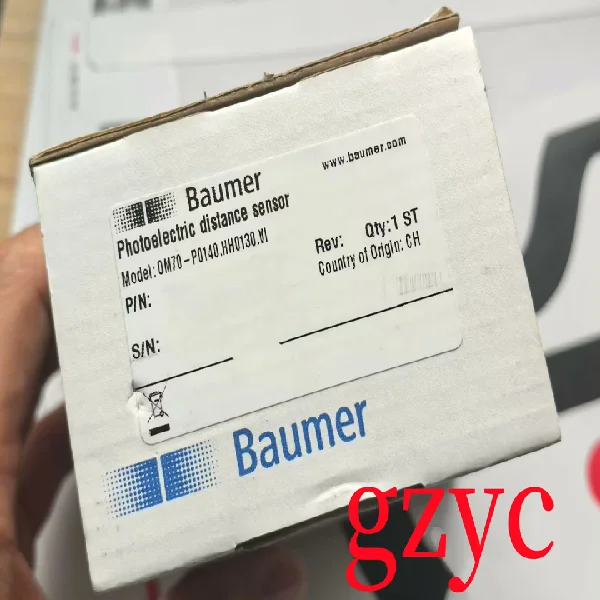 www.baumer.com
Baumer
Photoelectric distance sensor
Model: OM70-P0140.HH0130.VI
Rev: Qty:1 ST
P/N:
Country of Origin: CH
S/N:
Baumer
gzyc